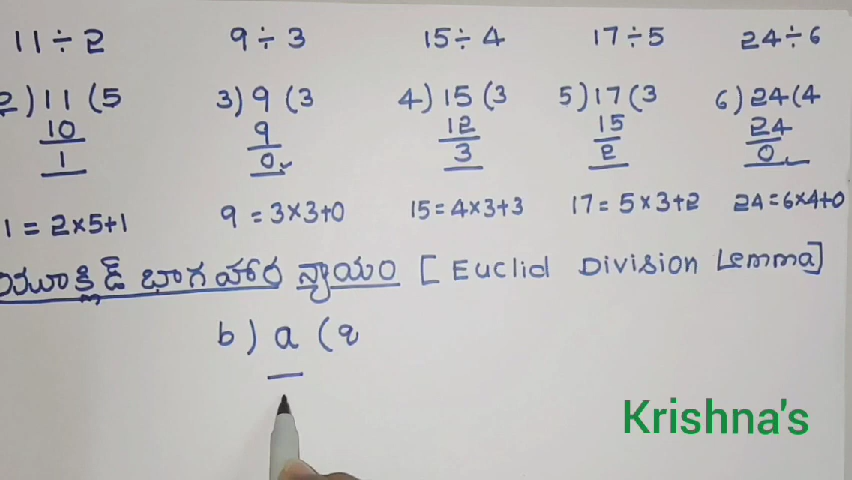 11 ÷ 2 9 ÷ 3 15 ÷ 4 17 ÷ 5 24 ÷ 6
2 ) 11 ( 5 3 ) 9 ( 3 4 ) 15 ( 3 5 ) 17 ( 3 6 ) 24 ( 4
10 9 12 15 24
1 0 3 2 0
1 = 2×5+1 9 = 3×3+0 15 = 4×3+3 17 = 5×3+2 24 = 6×4+0
యూక్లిడ్ భాగహార న్యాయం [ Euclid Division Lemma ]
b ) a ( q
Krishna's